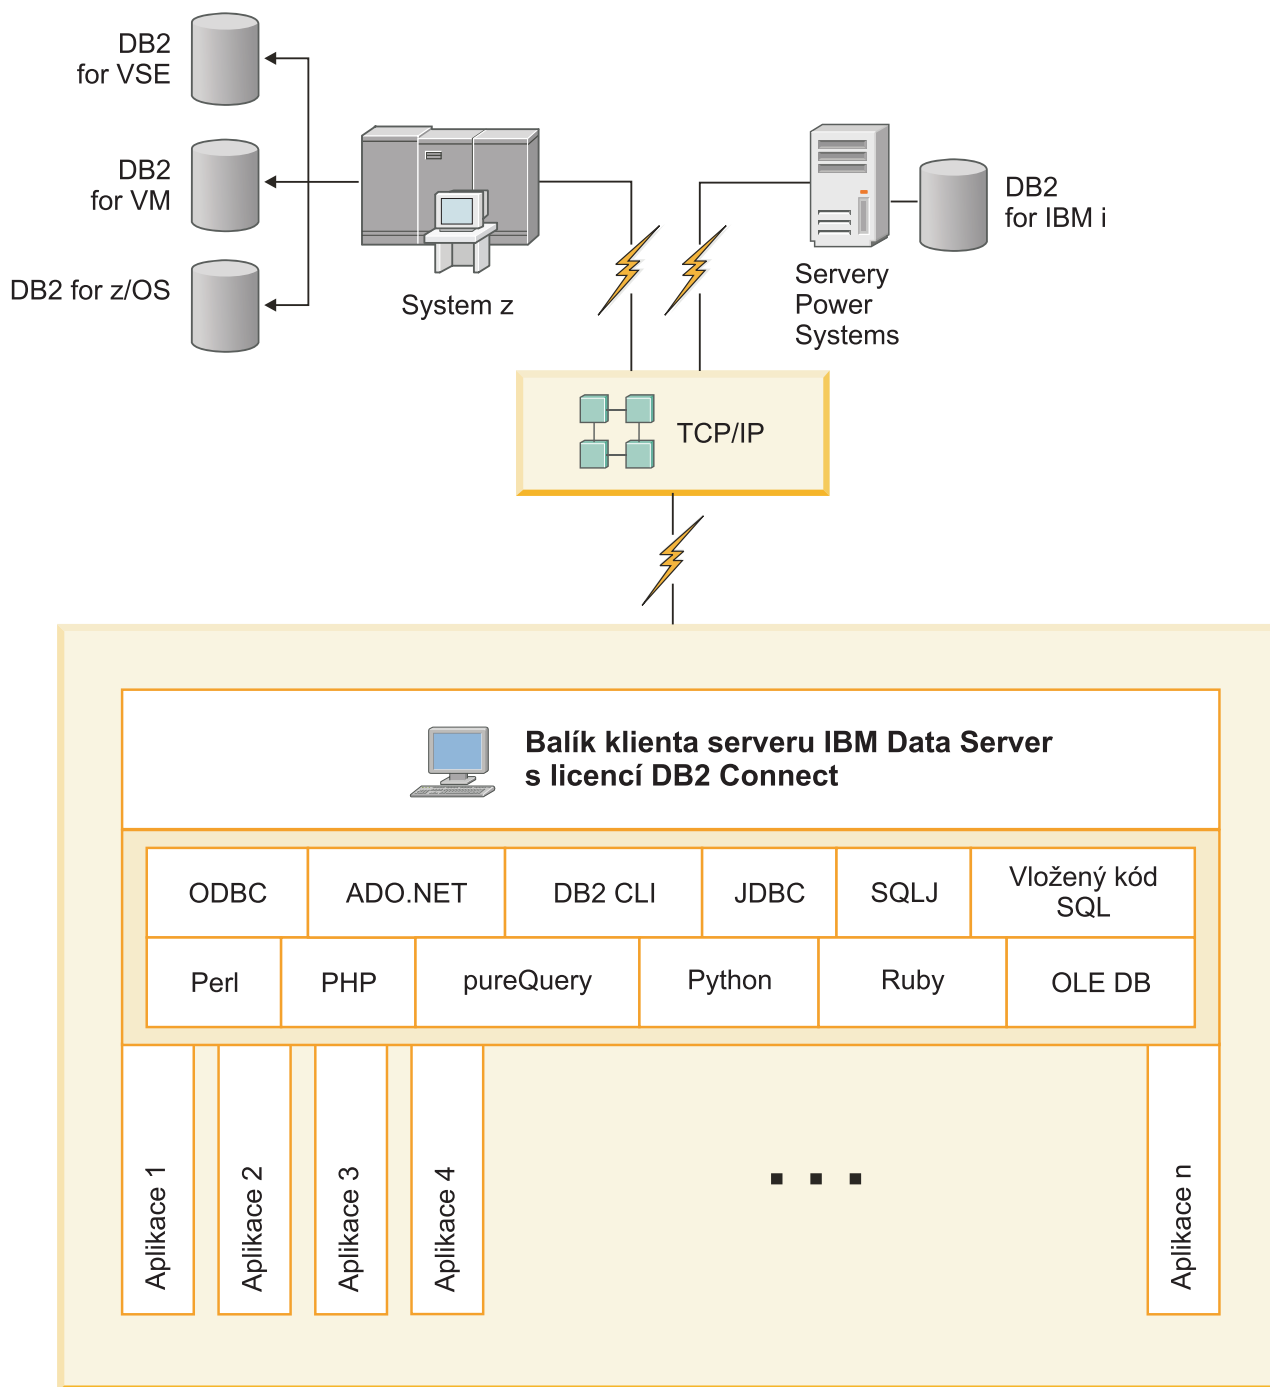 DB2
for VSE
DB2
for VM
DB2 for z/OS
System z
Servery
Power
Systems
DB2
for IBM i
TCP/IP
Balík klienta serveru IBM Data Server
s licencí DB2 Connect
ODBC
ADO.NET
DB2 CLI
JDBC
SQLJ
Vložený kód
SQL
Perl
PHP
pureQuery
Python
Ruby
OLE DB
Aplikace 1
Aplikace 2
Aplikace 3
Aplikace 4
...
Aplikace n